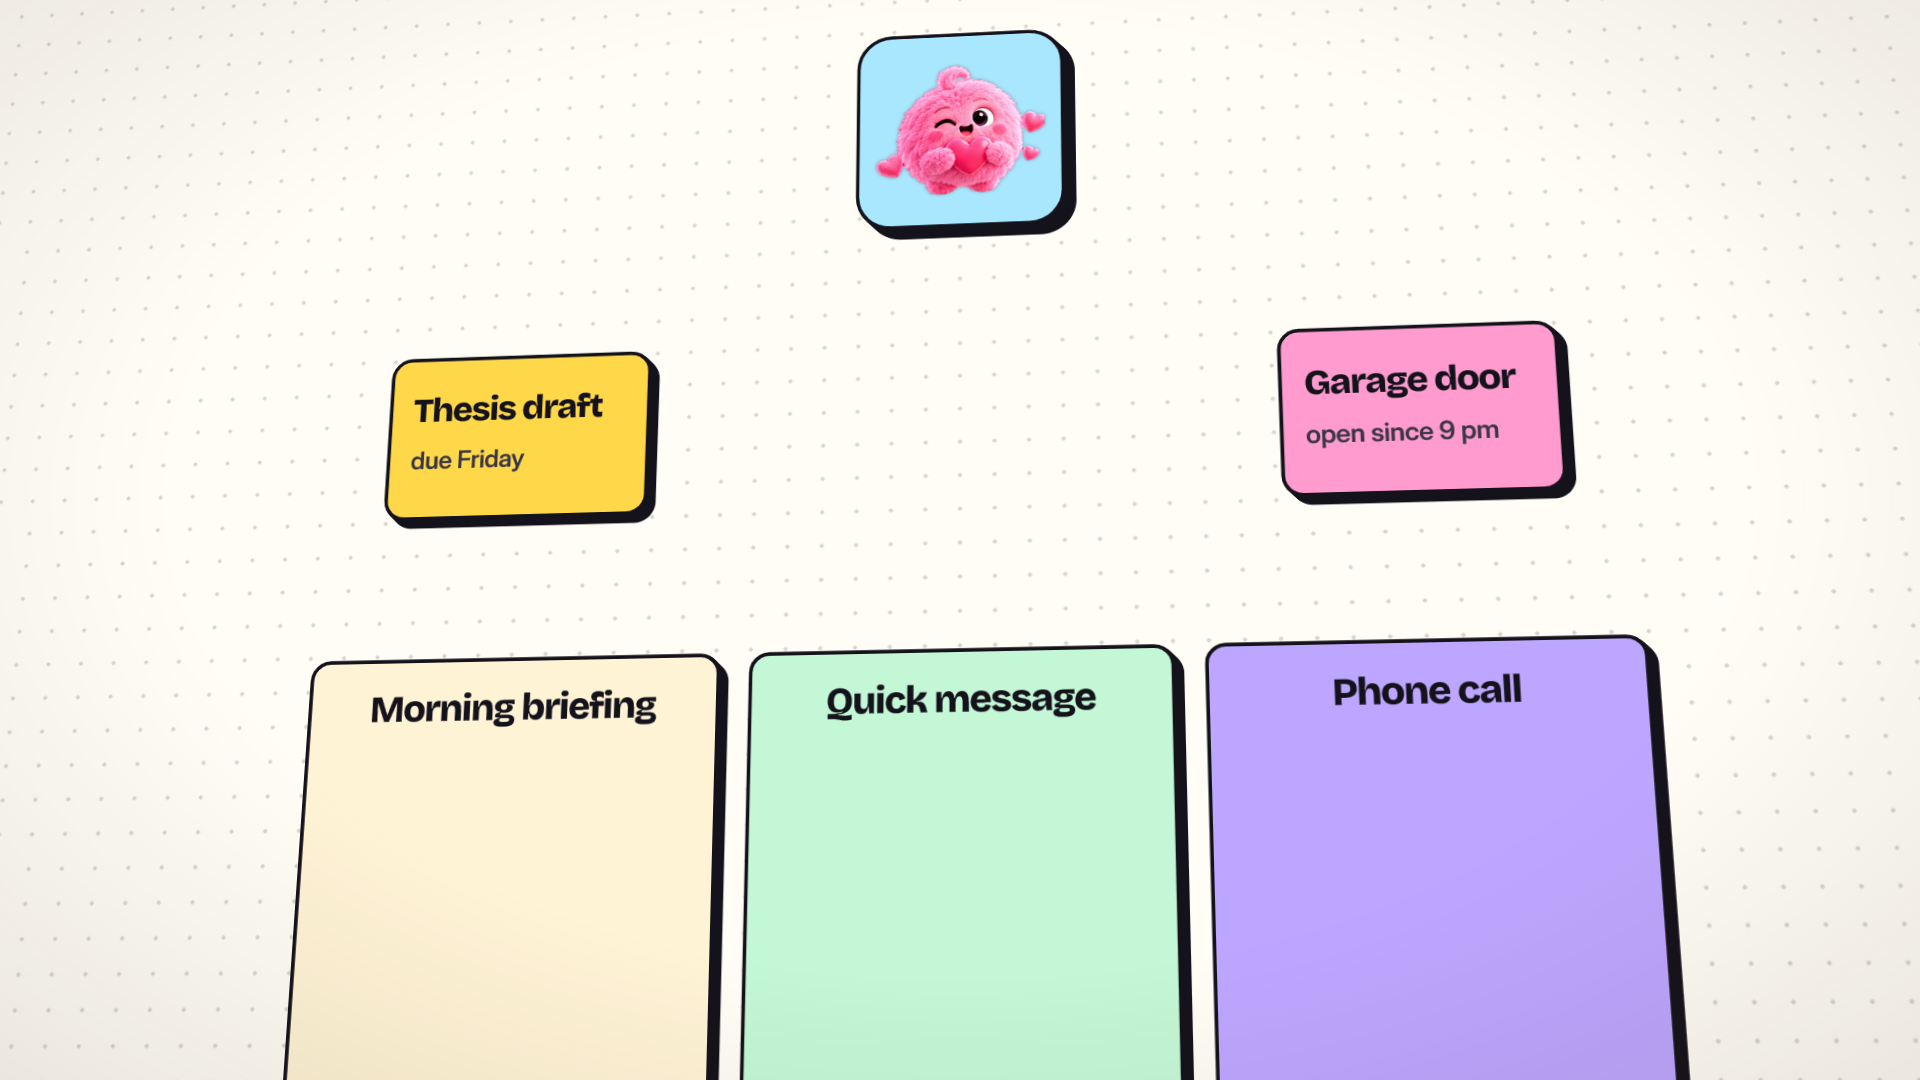 Thesis draft
due Friday
Garage door
open since 9 pm
Morning briefing
Quick message
Phone call